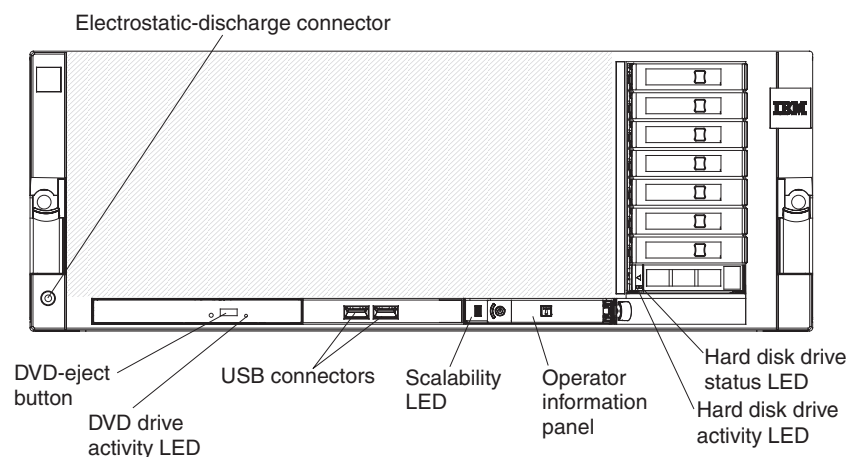 Electrostatic-discharge connector
IBM
DVD-eject
button
DVD drive
activity LED
USB connectors
Scalability
LED
Operator
information
panel
Hard disk drive
status LED
Hard disk drive
activity LED